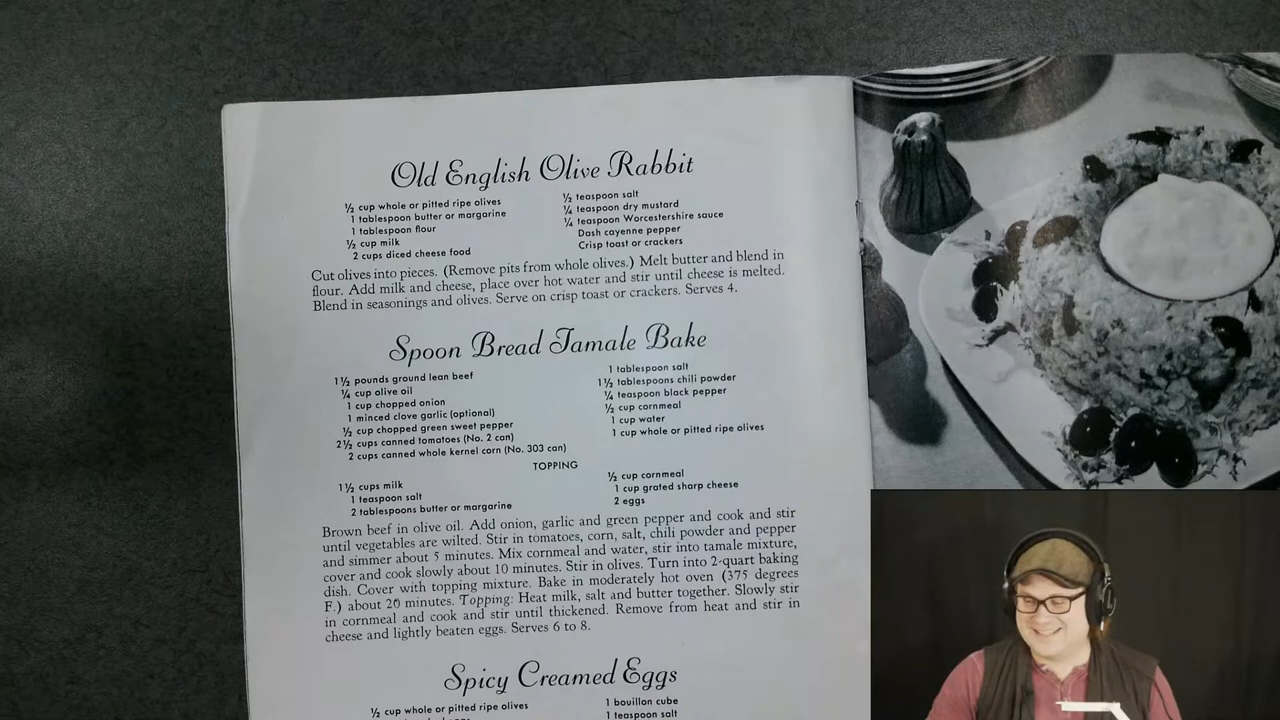 Old English Olive Rabbit
½ cup whole or pitted ripe olives
1 tablespoon butter or margarine
1 tablespoon flour
½ cup milk
2 cups diced cheese food
½ teaspoon salt
¼ teaspoon dry mustard
¼ teaspoon Worcestershire sauce
Dash cayenne pepper
Crisp toast or crackers
Cut olives into pieces. (Remove pits from whole olives.) Melt butter and blend in
flour. Add milk and cheese, place over hot water and stir until cheese is melted.
Blend in seasonings and olives. Serve on crisp toast or crackers. Serves 4.
Spoon Bread Tamale Bake
1½ pounds ground lean beef
¼ cup olive oil
1 cup chopped onion
1 minced clove garlic (optional)
½ cup chopped green sweet pepper
2½ cups canned tomatoes (No. 2 can)
2 cups canned whole kernel corn (No. 303 can)
1 tablespoon salt
1½ tablespoons chili powder
¼ teaspoon black pepper
½ cup cornmeal
1 cup water
1 cup whole or pitted ripe olives
TOPPING
1½ cups milk
1 teaspoon salt
2 tablespoons butter or margarine
½ cup cornmeal
1 cup grated sharp cheese
2 eggs
Brown beef in olive oil. Add onion, garlic and green pepper and cook and stir
until vegetables are wilted. Stir in tomatoes, corn, salt, chili powder and pepper
and simmer about 5 minutes. Mix cornmeal and water, stir into tamale mixture,
cover and cook slowly about 10 minutes. Stir in olives. Turn into 2-quart baking
dish. Cover with topping mixture. Bake in moderately hot oven (375 degrees
F.) about 20 minutes. Topping: Heat milk, salt and butter together. Slowly stir
in cornmeal and cook and stir until thickened. Remove from heat and stir in
cheese and lightly beaten eggs. Serves 6 to 8.
Spicy Creamed Eggs
½ cup whole or pitted ripe olives
1 bouillon cube
1 teaspoon salt